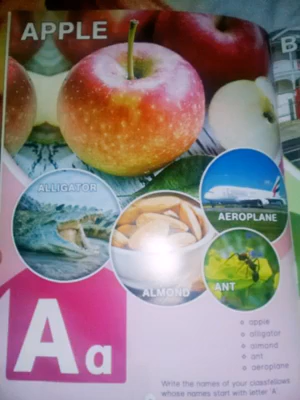 APPLE
B
ALLIGATOR
AEROPLANE
ALMOND
ANT
Aa
apple
alligator
almond
ant
aeroplane
Write the names of your classfellows
whose names start with letter 'A'.